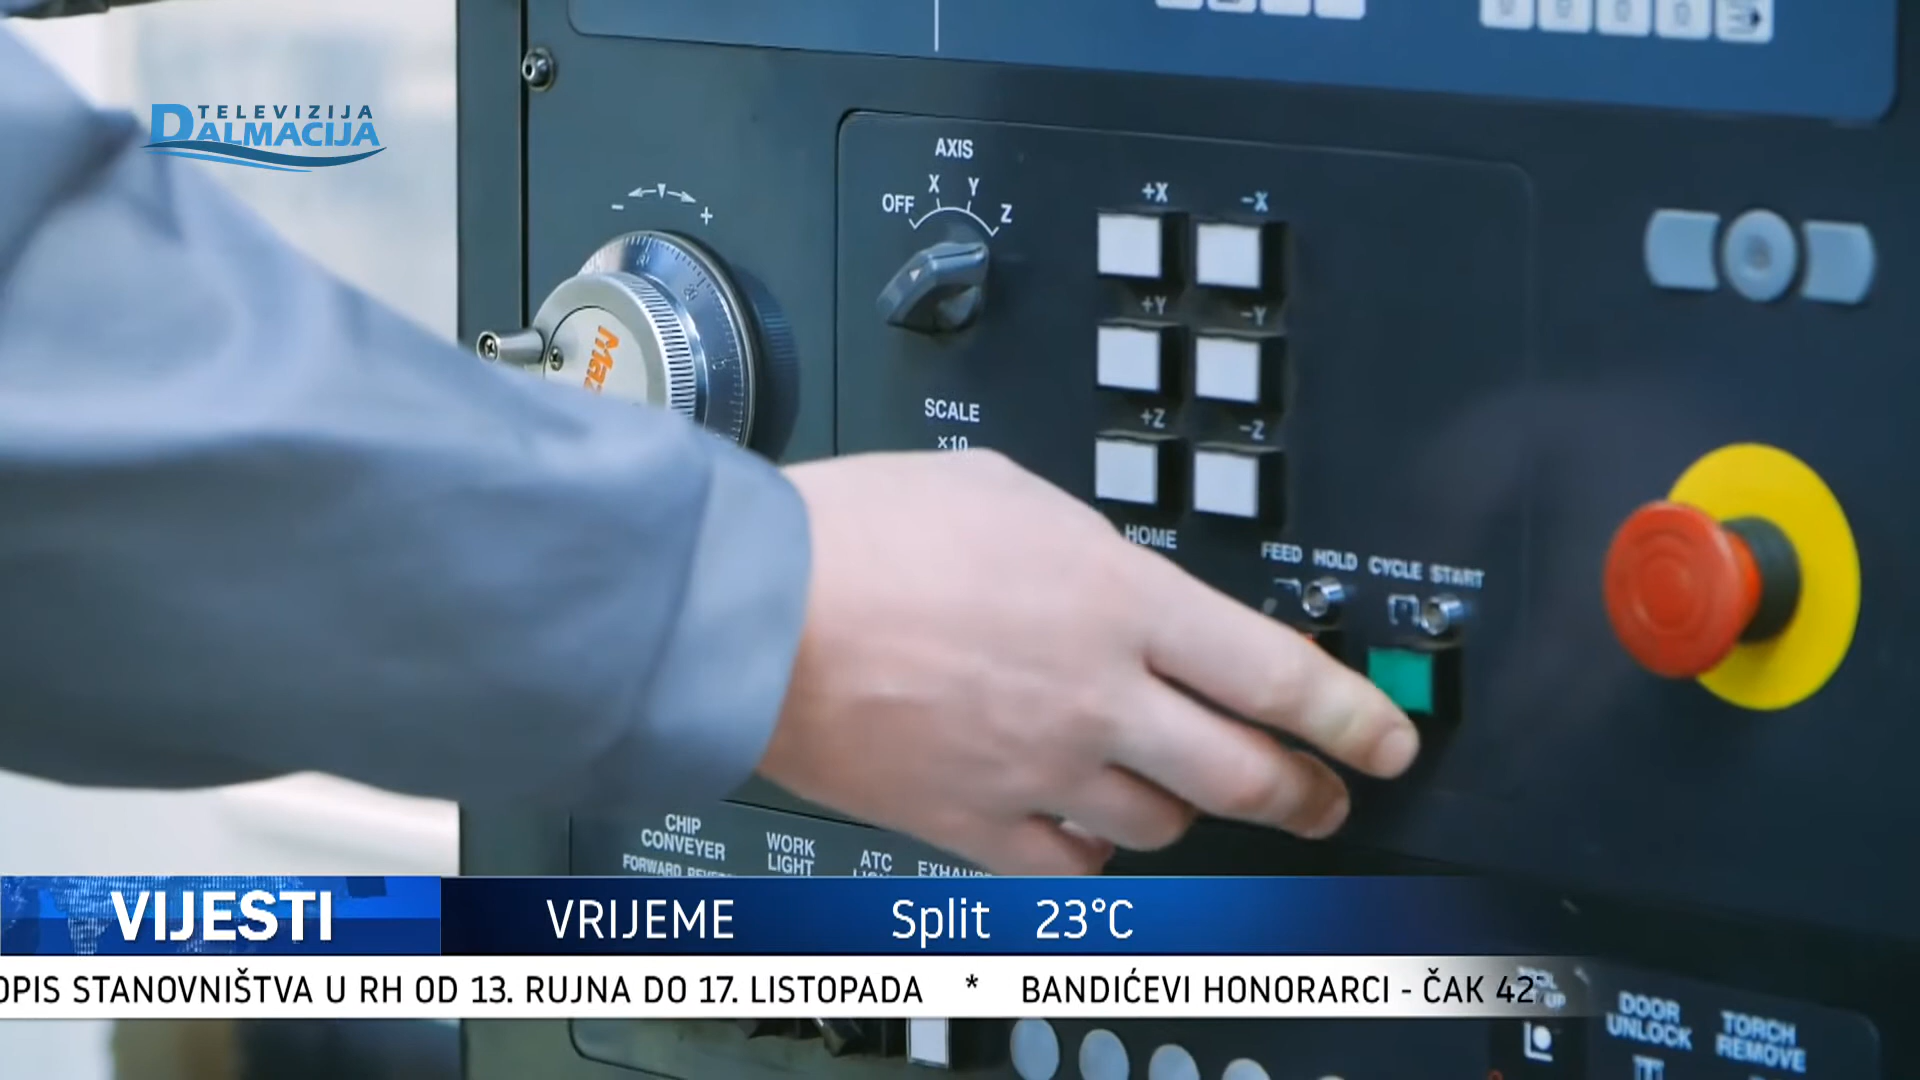 TELEVIZIJA
DALMACIJA
AXIS
OFF X Y Z
- +
+X -X
+Y -Y
+Z -Z
SCALE
×10
HOME
FEED HOLD CYCLE START
CHIP
CONVEYER
FORWARD
WORK
LIGHT
ATC
VIJESTI
VRIJEME Split 23°C
STANOVNIŠTVA U RH OD 13. RUJNA DO 17. LISTOPADA * BANDIĆEVI HONORARCI - ČAK 42
DOOR
UNLOCK
TORCH
REMOVE